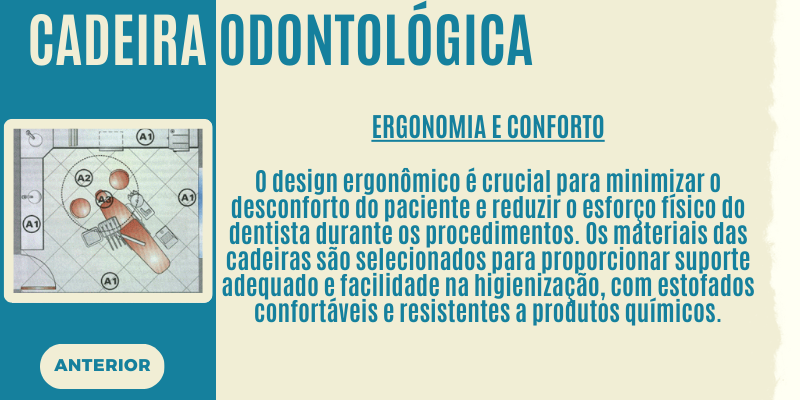 CADEIRA ODONTOLÓGICA
ERGONOMIA E CONFORTO
O design ergonômico é crucial para minimizar o
desconforto do paciente e reduzir o esforço físico do
dentista durante os procedimentos. Os materiais das
cadeiras são selecionados para proporcionar suporte
adequado e facilidade na higienização, com estofados
confortáveis e resistentes a produtos químicos.
A1
A2
A3
A1
A1
A1
ANTERIOR